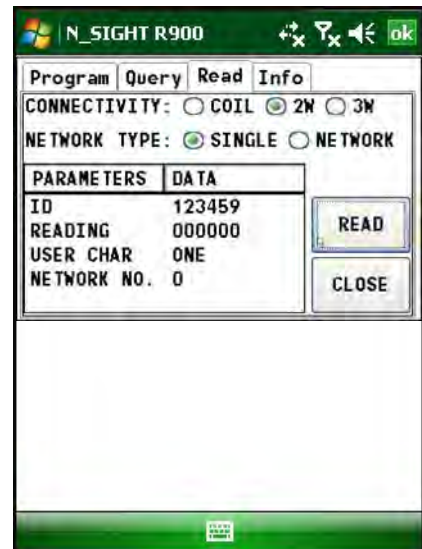 N_SIGHT R900 ok
Program Query Read Info
CONNECTIVITY: COIL 2W 3W
NETWORK TYPE: SINGLE NETWORK
PARAMETERS DATA
ID 123459
READING 000000
USER CHAR ONE
NETWORK NO. 0
READ
CLOSE